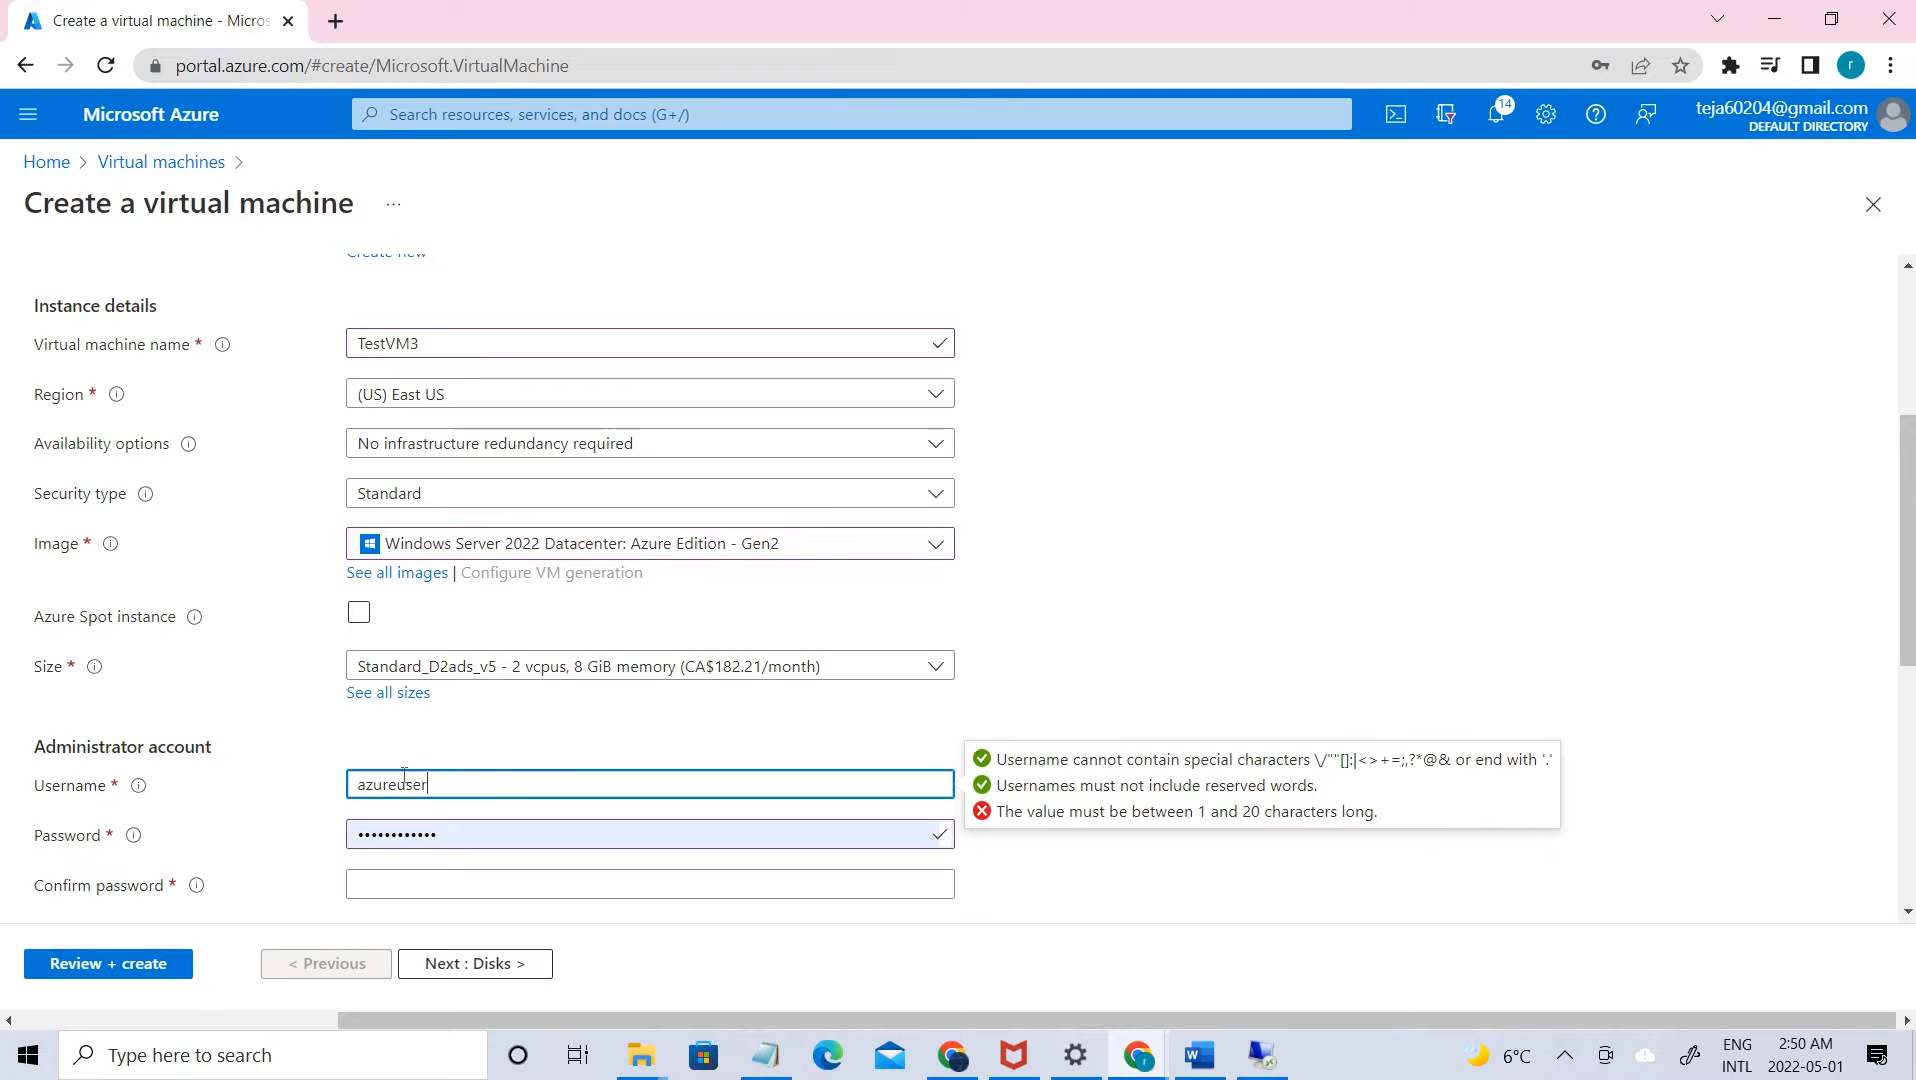 Create a virtual machine - Micros
portal.azure.com/#create/Microsoft.VirtualMachine
r
Microsoft Azure
Search resources, services, and docs (G+/)
14
teja60204@gmail.com
DEFAULT DIRECTORY
Home > Virtual machines >
Create a virtual machine ...
Create new
Instance details
Virtual machine name * TestVM3
Region * (US) East US
Availability options No infrastructure redundancy required
Security type Standard
Image * Windows Server 2022 Datacenter: Azure Edition - Gen2
See all images | Configure VM generation
Azure Spot instance
Size * Standard_D2ads_v5 - 2 vcpus, 8 GiB memory (CA$182.21/month)
See all sizes
Administrator account
Username cannot contain special characters \/""[]:|<>+=;,?*@& or end with '.'
Username * azureuser
Usernames must not include reserved words.
The value must be between 1 and 20 characters long.
Password * ••••••••••••
Confirm password *
Review + create
< Previous
Next : Disks >
Type here to search
6°C
ENG
INTL
2:50 AM
2022-05-01